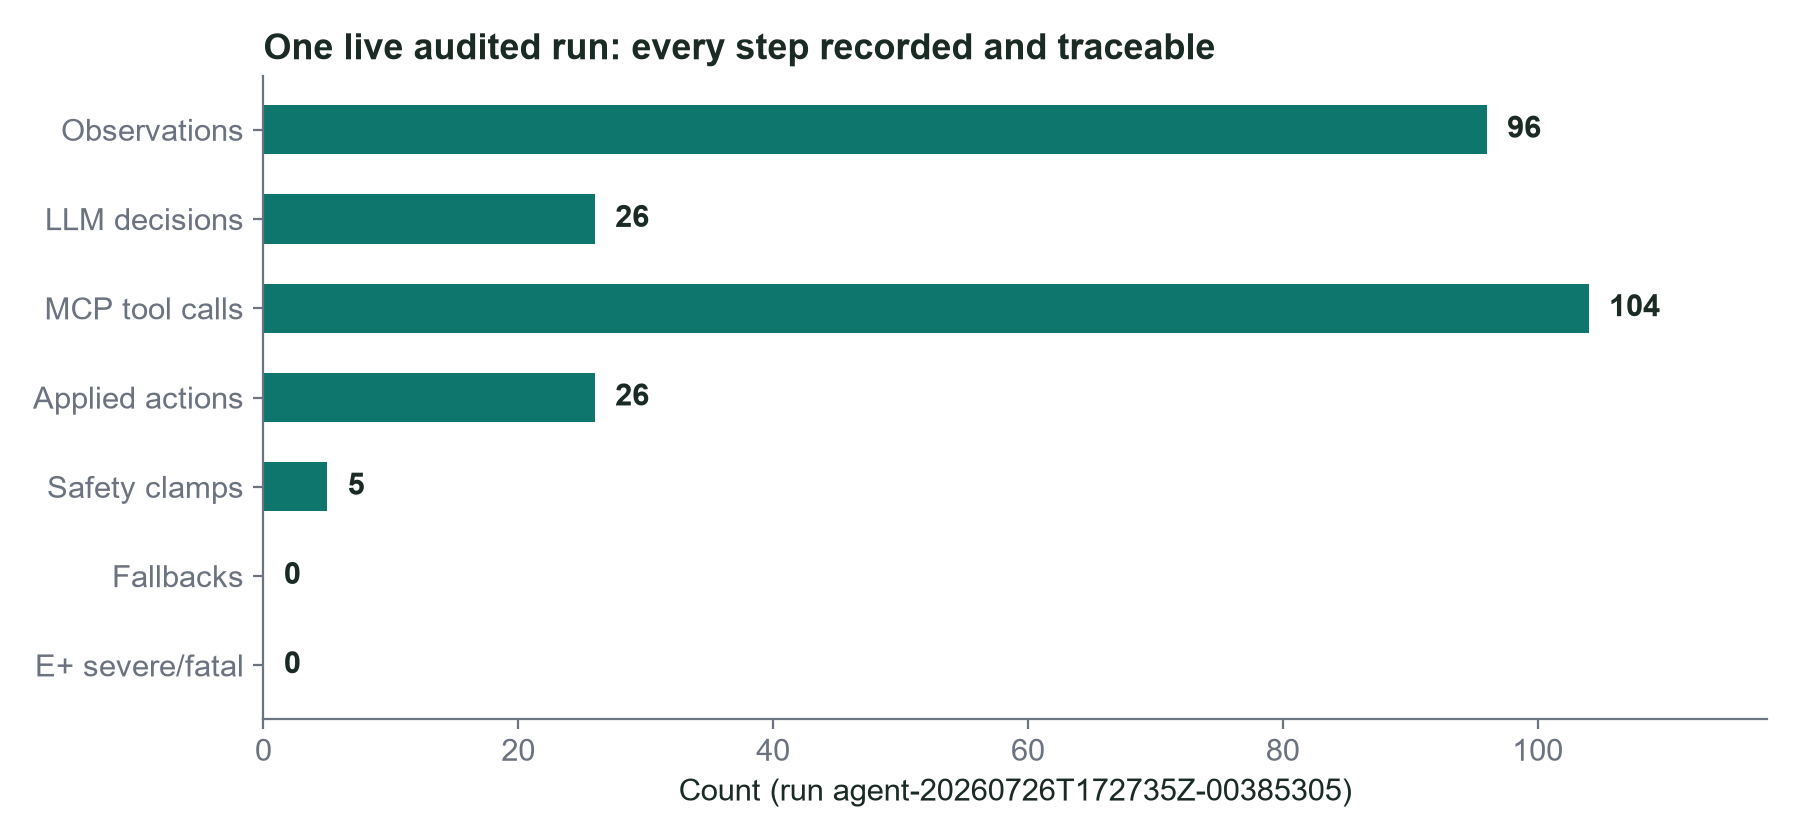 One live audited run: every step recorded and traceable
Observations 96
LLM decisions 26
MCP tool calls 104
Applied actions 26
Safety clamps 5
Fallbacks 0
E+ severe/fatal 0
0 20 40 60 80 100
Count (run agent-20260726T172735Z-00385305)